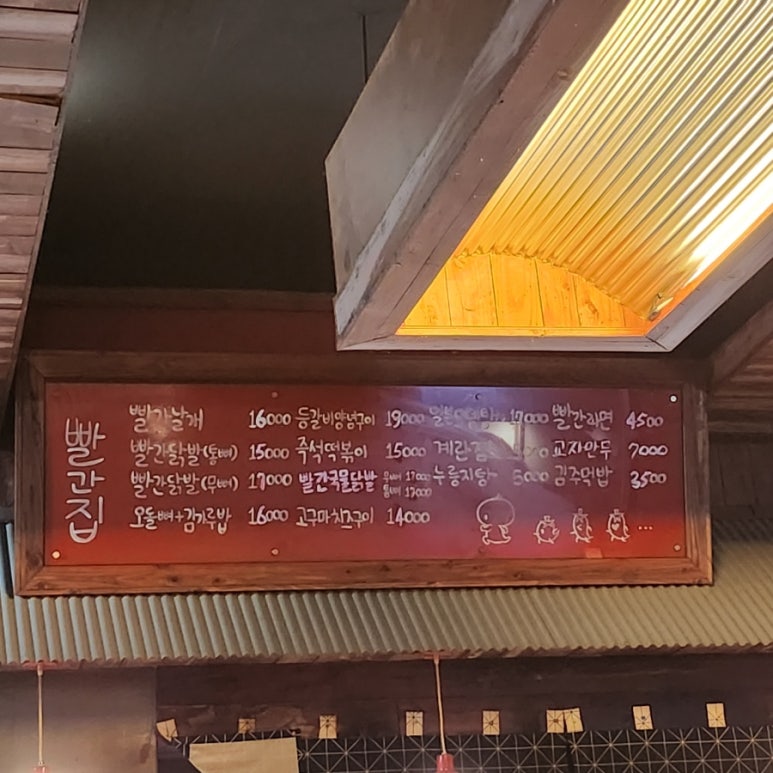 빨간집
빨간날개 16000
빨간닭발(통뼈) 15000
빨간닭발(무뼈) 17000
오돌뼈+김가루밥 16000
등갈비양념구이 19000
즉석떡볶이 15000
빨간국물닭발 무뼈 17000
통뼈 17000
고구마치즈구이 14000
17000
계란
누룽지탕 5000
빨간라면 4500
교자만두 7000
김주먹밥 3500
...